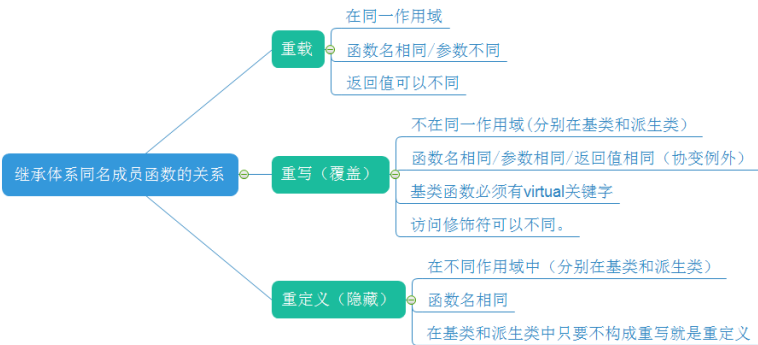 继承体系同名成员函数的关系
重载
在同一作用域
函数名相同/参数不同
返回值可以不同
重写（覆盖）
不在同一作用域(分别在基类和派生类）
函数名相同/参数相同/返回值相同（协变例外）
基类函数必须有virtual关键字
访问修饰符可以不同。
重定义（隐藏）
在不同作用域中（分别在基类和派生类）
函数名相同
在基类和派生类中只要不构成重写就是重定义